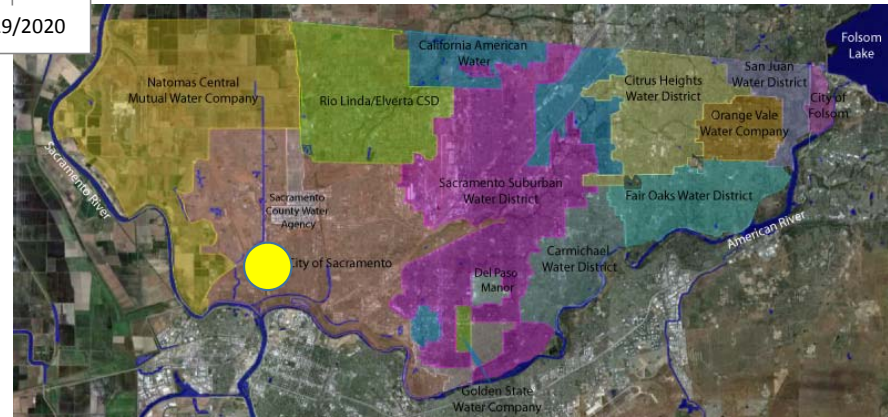 9/2020
Folsom
Lake
California American
Water
San Juan
Water District
Natomas Central
Mutual Water Company
Citrus Heights
Water District
Rio Linda/Elverta CSD
City of
Folsom
Orange Vale
Water Company
Sacramento River
Sacramento Suburban
Water District
Fair Oaks Water District
Sacramento
County Water
Agency
American River
Carmichael
Water District
City of Sacramento
Del Paso
Manor
Golden State
Water Company